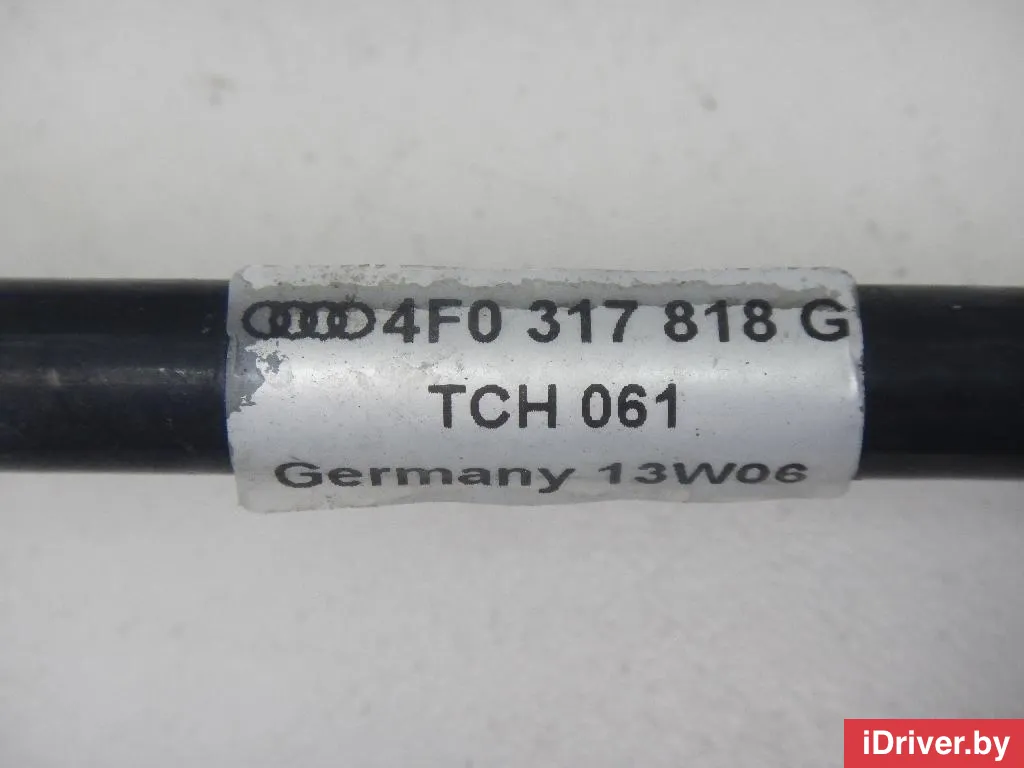 4F0 317 818 G
TCH 061
Germany 13W06
iDriver.by